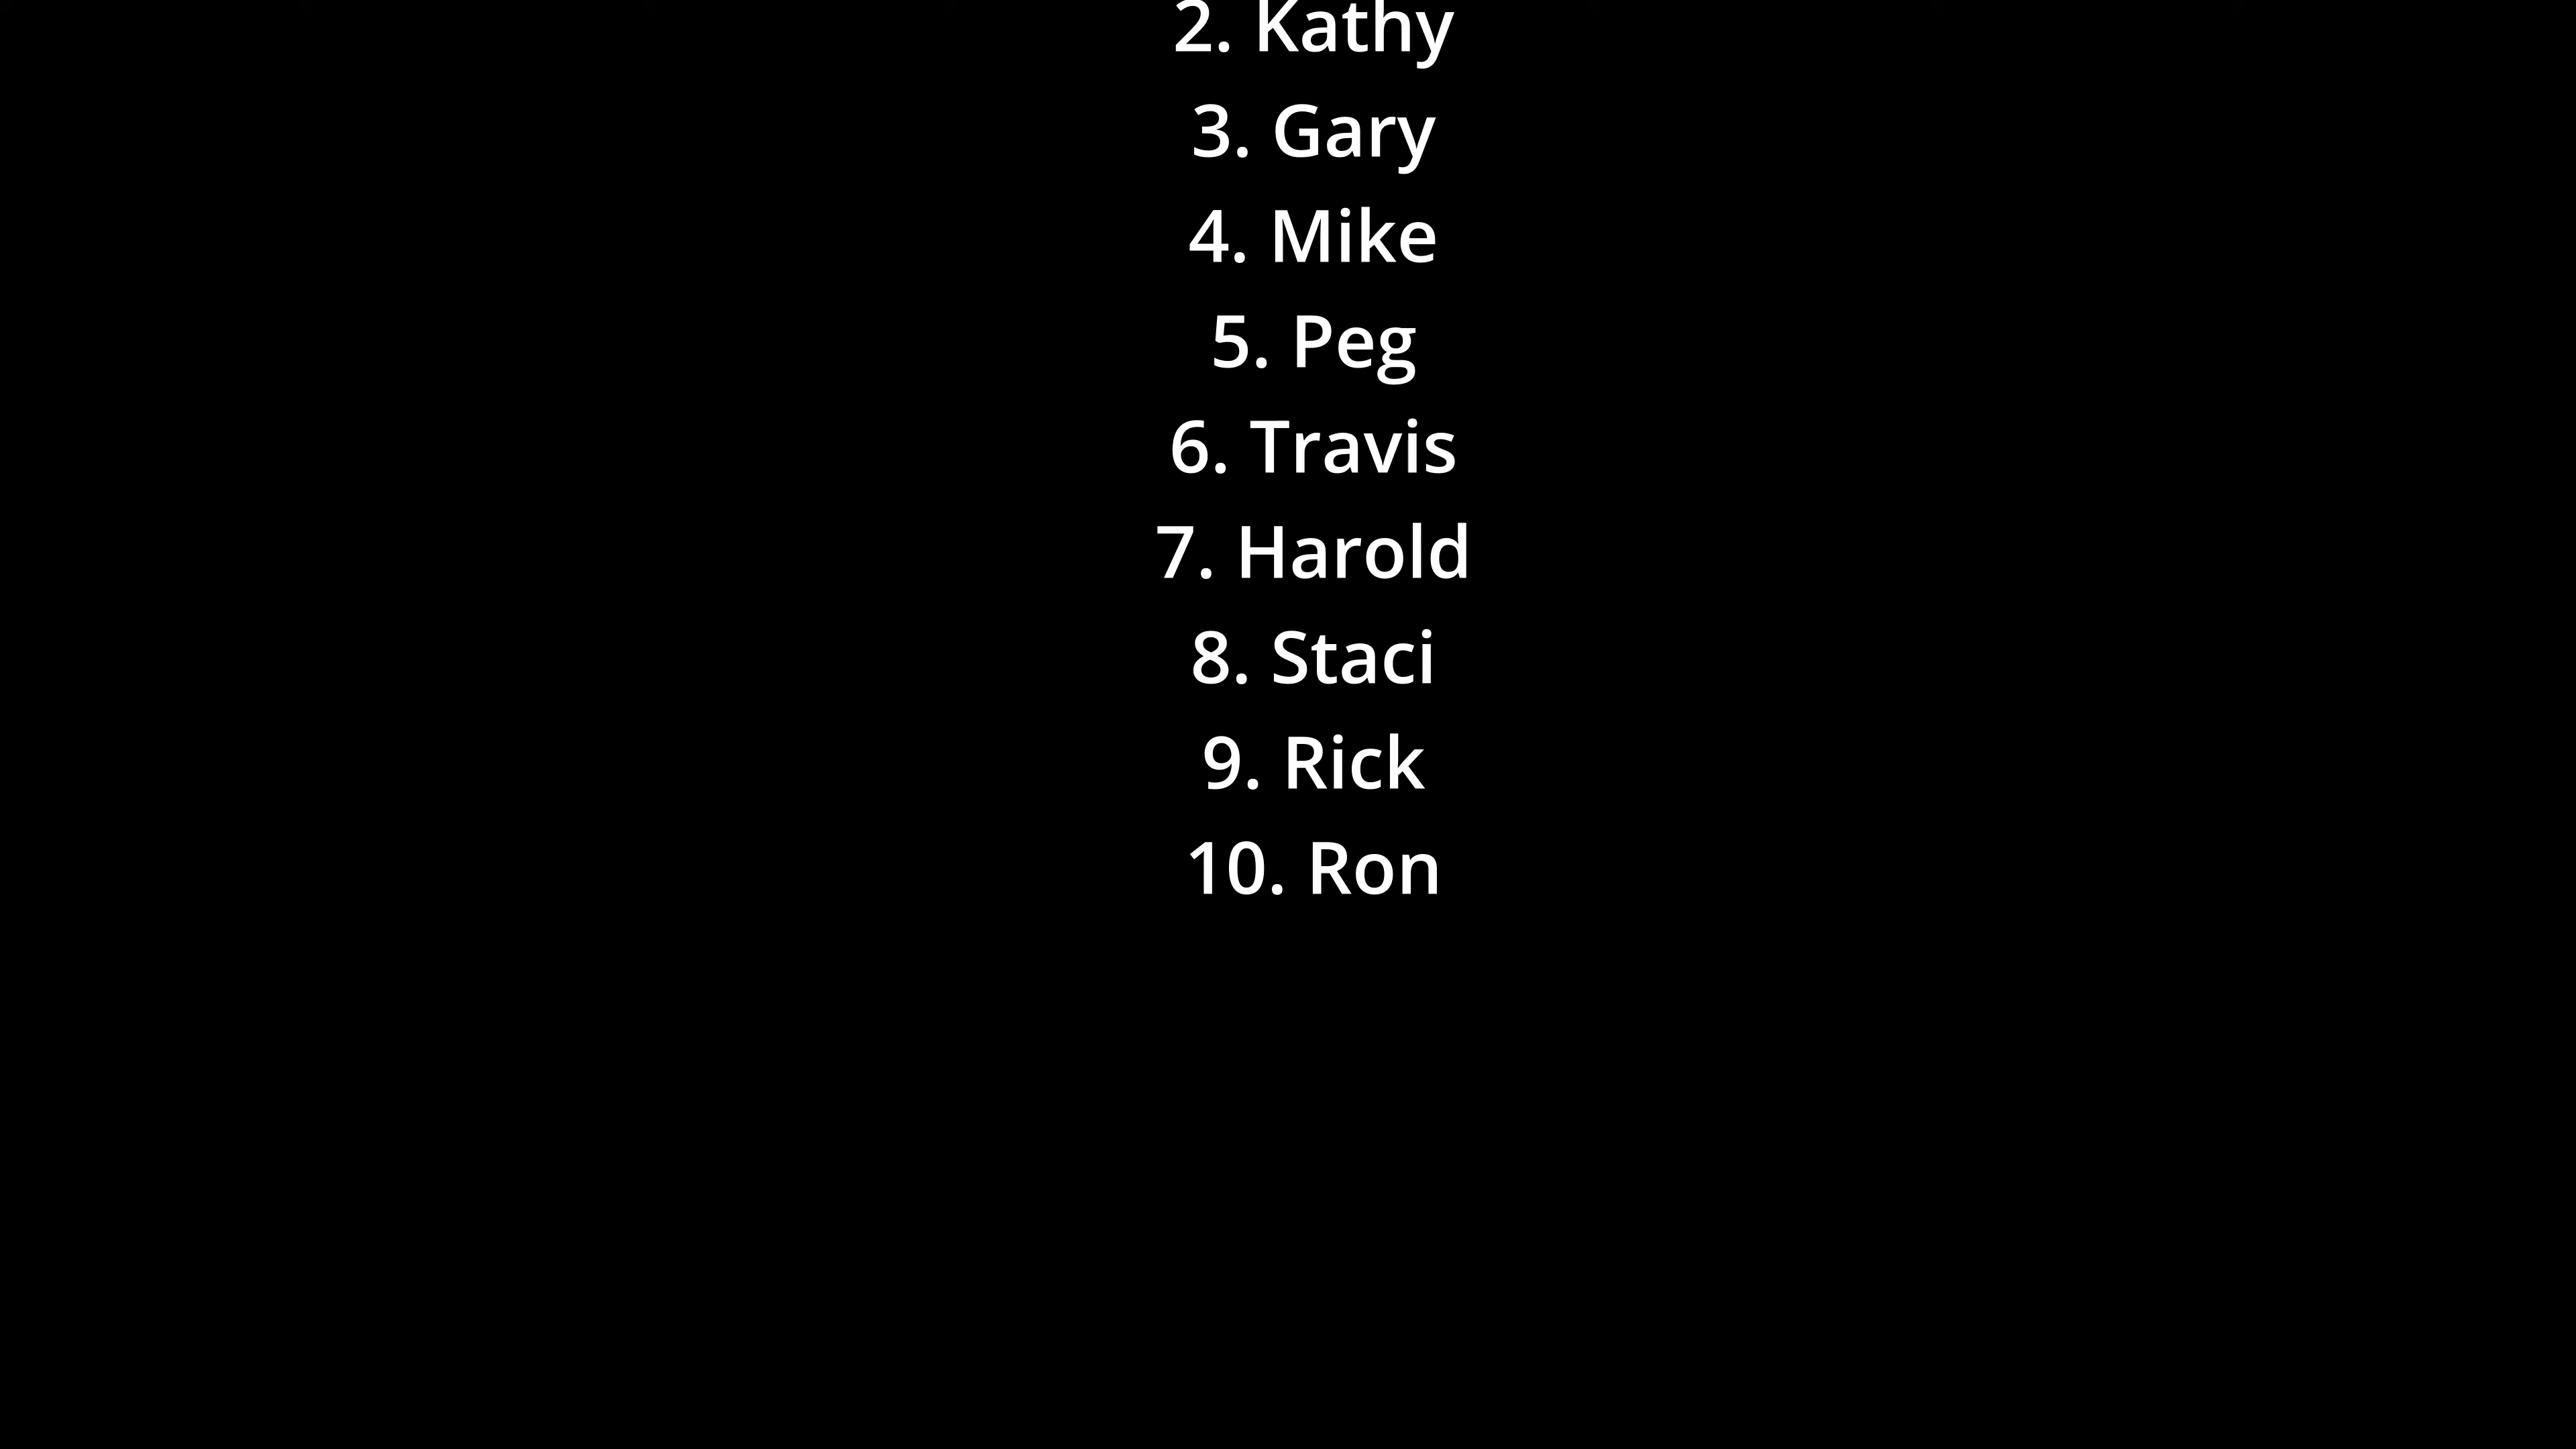 2. Kathy
3. Gary
4. Mike
5. Peg
6. Travis
7. Harold
8. Staci
9. Rick
10. Ron